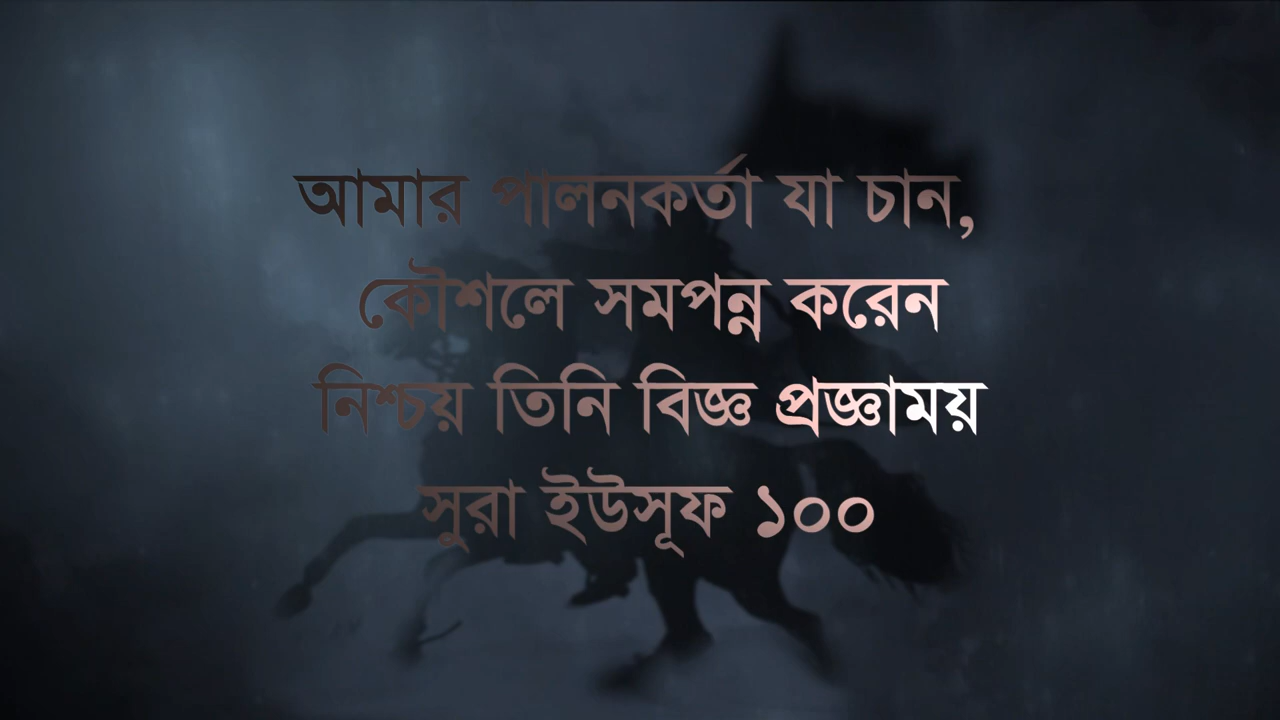 আমার পালনকর্তা যা চান,
কৌশলে সমপন্ন করেন
নিশ্চয় তিনি বিজ্ঞ প্রজ্ঞাময়
সুরা ইউসূফ ১০০